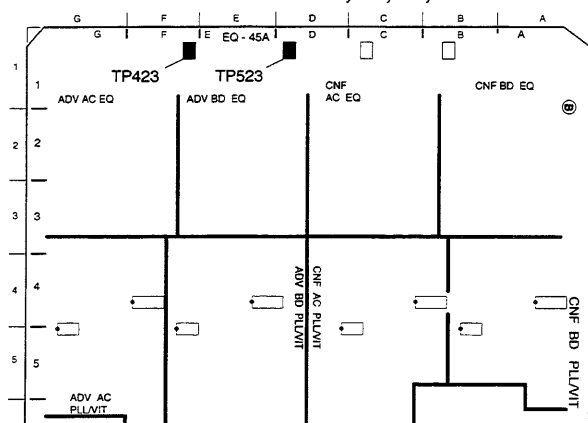 G F E D C B A
G F E EQ - 45A D C B A
1
TP423 TP523
1
ADV AC EQ
ADV BD EQ
CNF
AC EQ
CNF BD EQ
B
2 2
3 3
4 4
ADV BD PLL/VIT
CNF AC PLL/VIT
CNF BD PLL/VIT
5 5
ADV AC
PLL/VIT